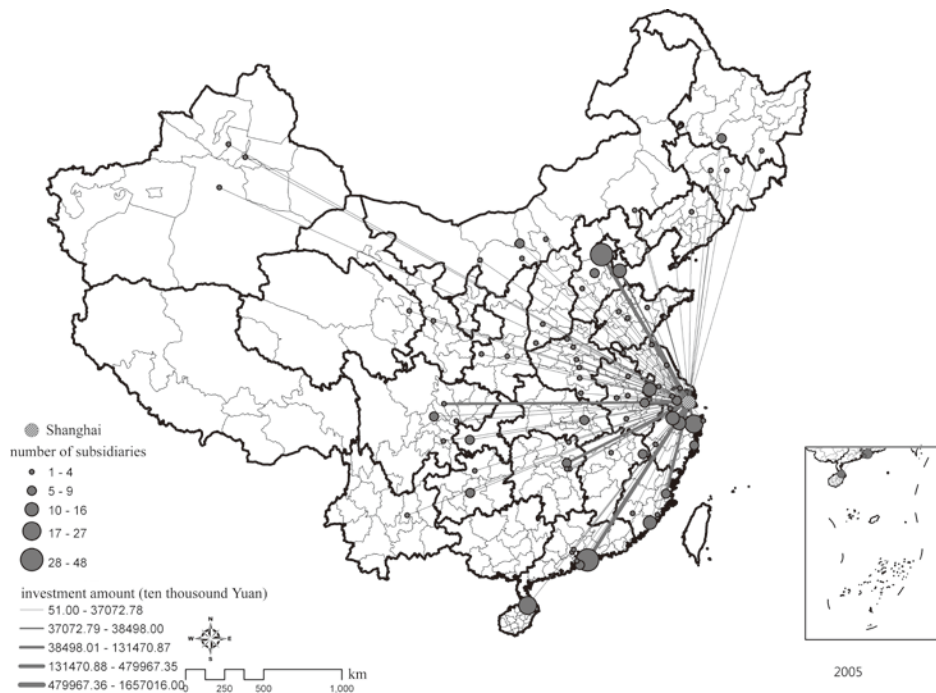 Shanghai
number of subsidiaries
1 - 4
5 - 9
10 - 16
17 - 27
28 - 48
investment amount (ten thousound Yuan)
51.00 - 37072.78
37072.79 - 38498.00
38498.01 - 131470.87
131470.88 - 479967.35
479967.36 - 1657016.00
N
W E
S
km
0 250 500 1,000
2005